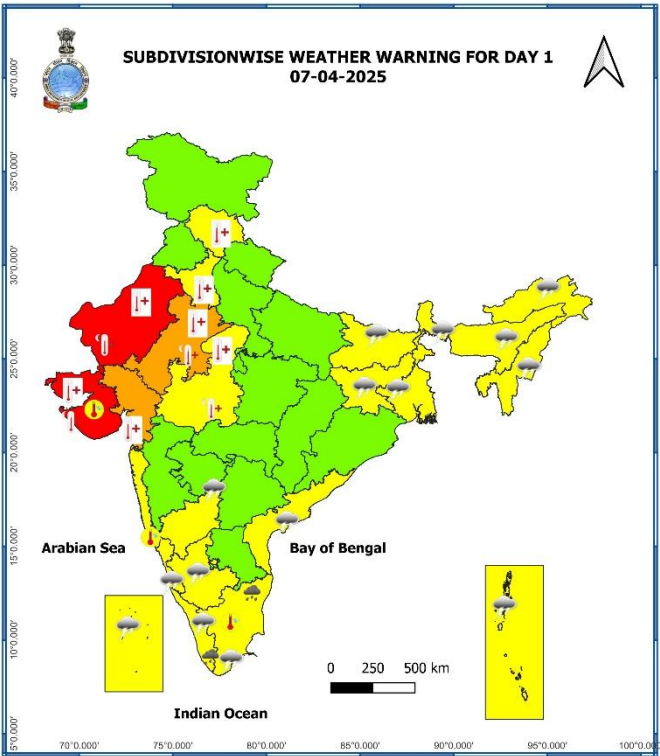 SUBDIVISIONWISE WEATHER WARNING FOR DAY 1
07-04-2025
40°0.000'
35°0.000'
30°0.000'
25°0.000'
20°0.000'
15°0.000'
10°0.000'
5°0.000'
Arabian Sea
Bay of Bengal
0 250 500 km
Indian Ocean
70°0.000' 75°0.000' 80°0.000' 85°0.000' 90°0.000' 95°0.000' 100°0.000'